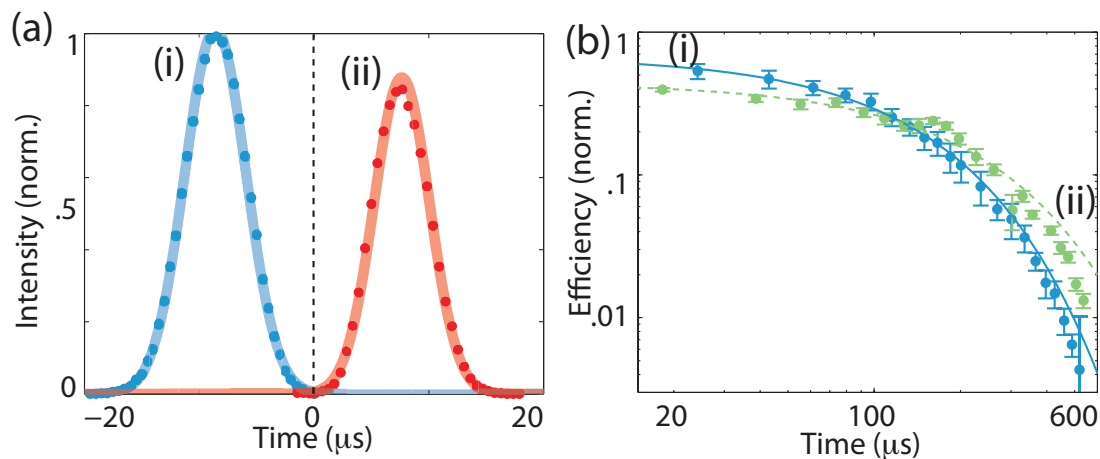 (a)
(i)
(ii)
Intensity (norm.)
1
.5
0
−20
0
20
Time (μs)
(b)
(i)
(ii)
Efficiency (norm.)
1
.1
.01
20
100
600
Time (μs)